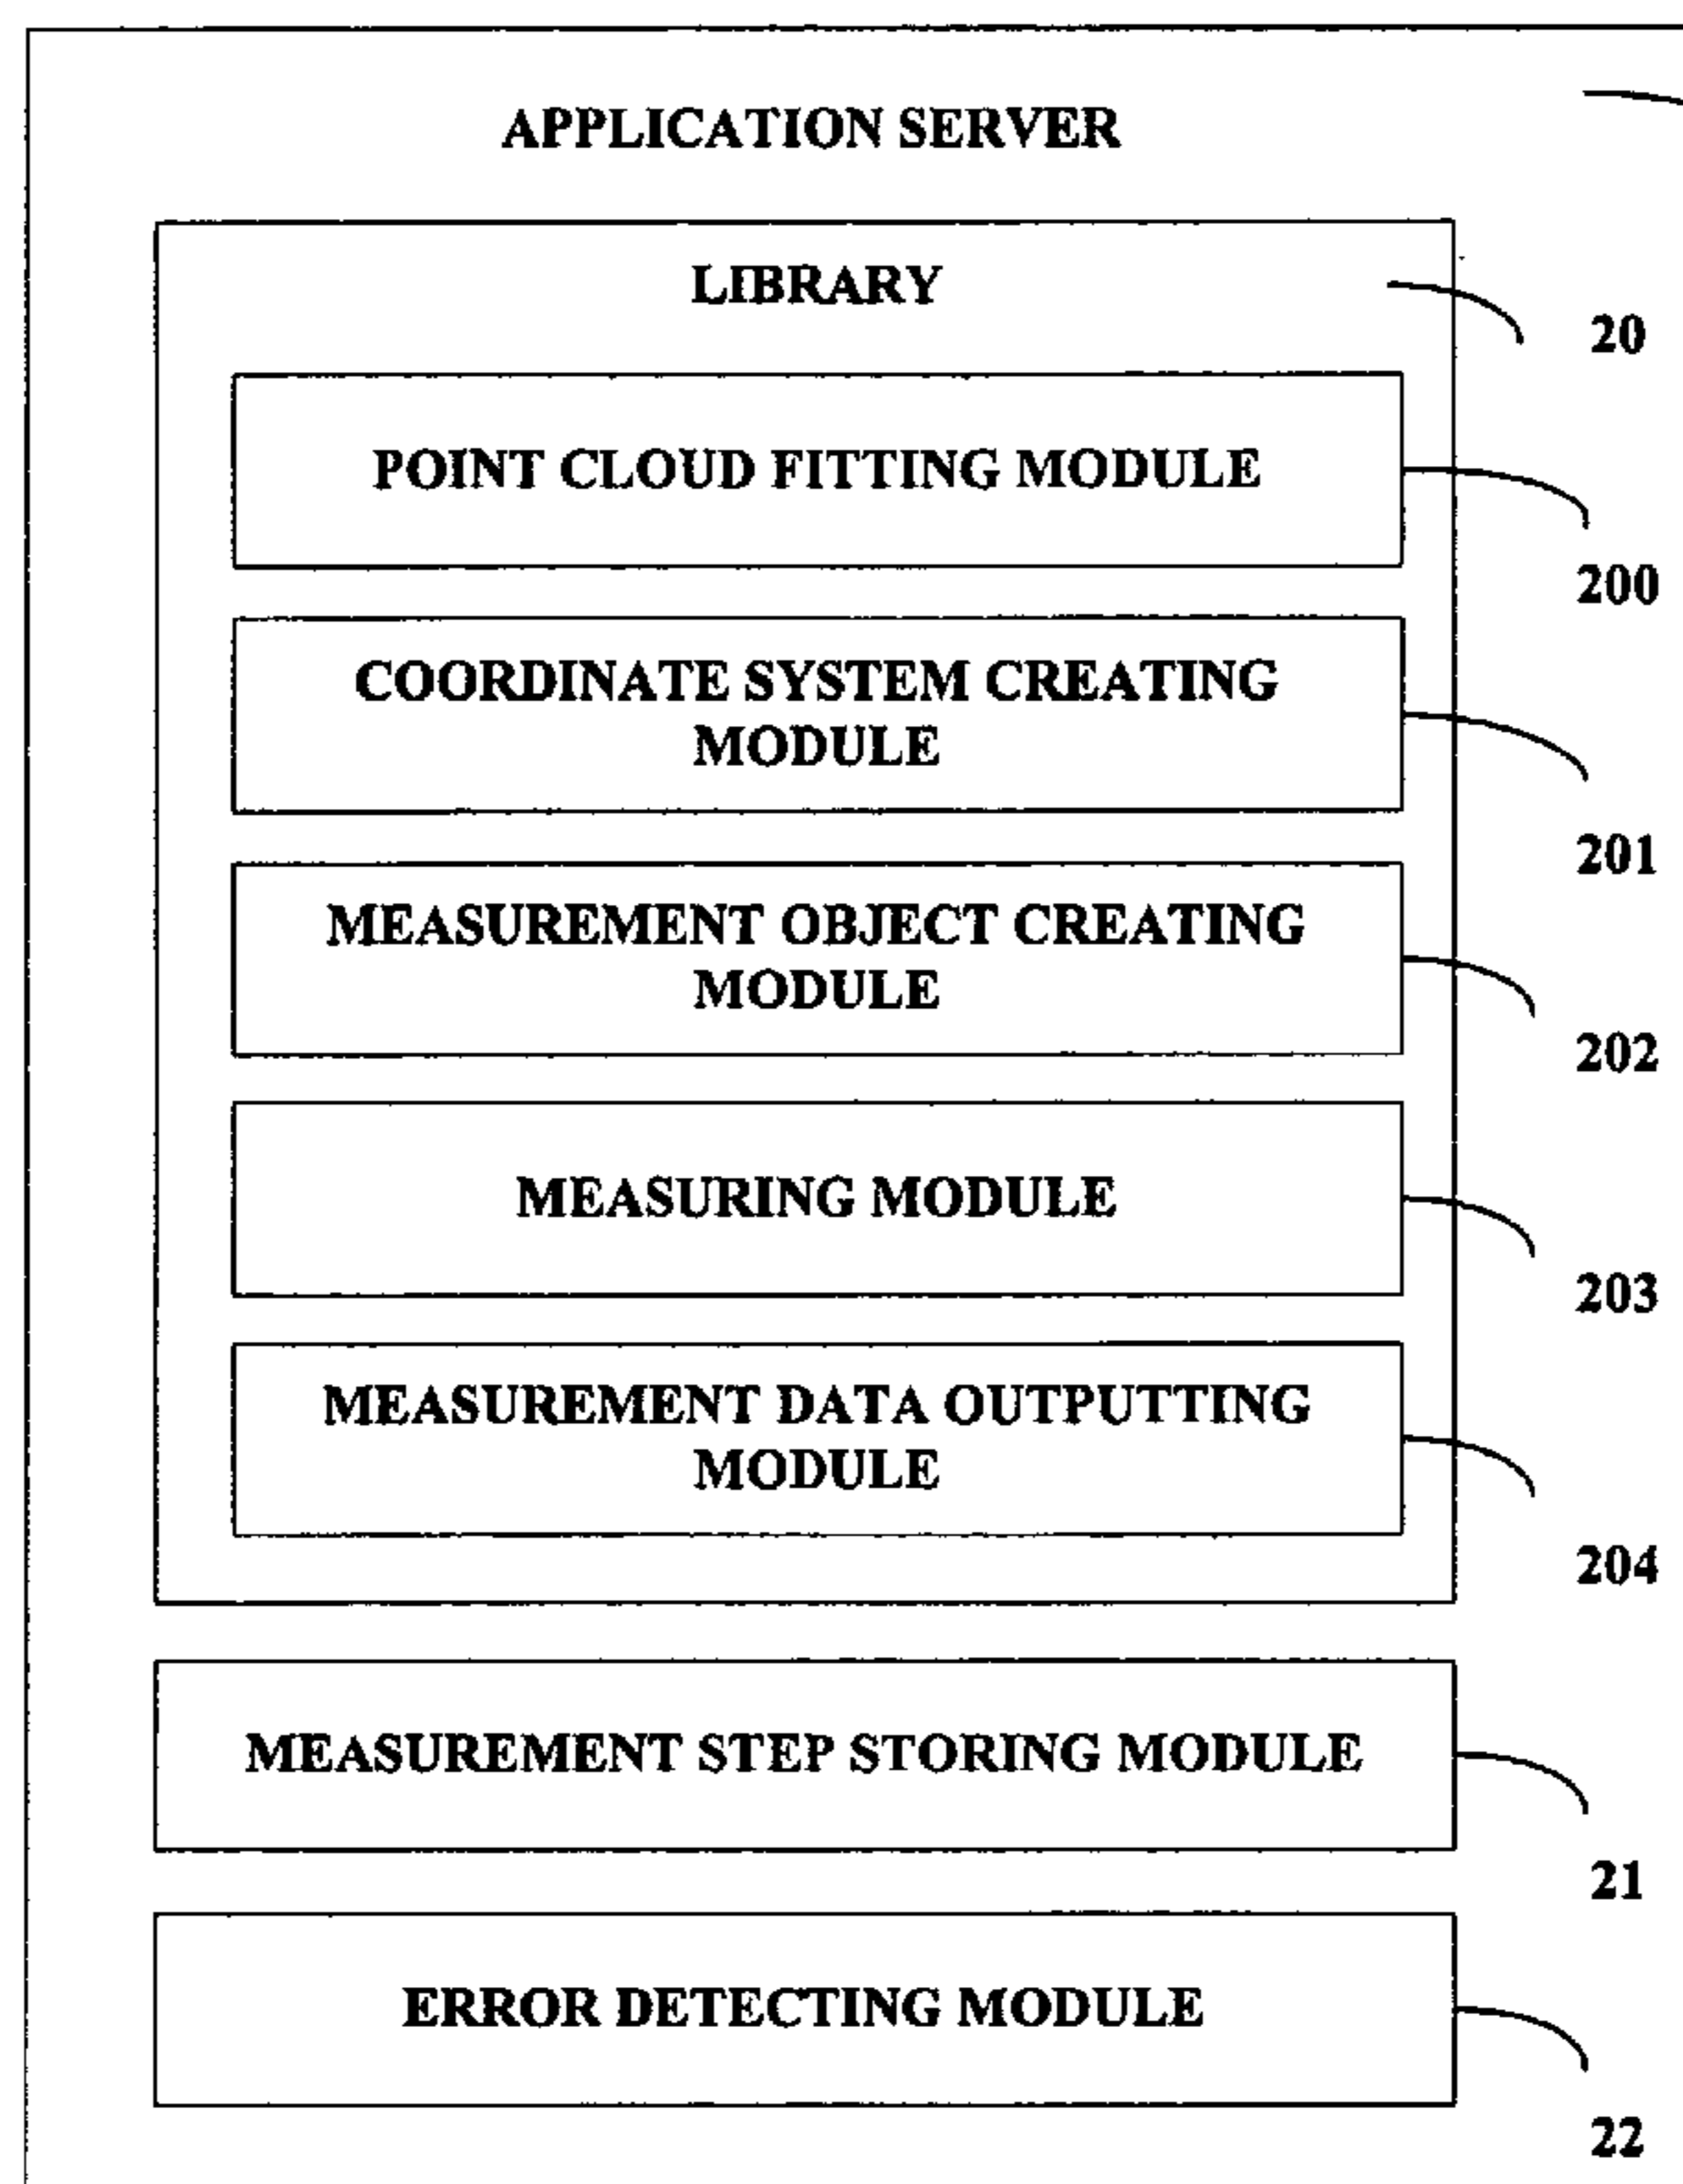 APPLICATION SERVER
LIBRARY
20
POINT CLOUD FITTING MODULE
200
COORDINATE SYSTEM CREATING
MODULE
201
MEASUREMENT OBJECT CREATING
MODULE
202
MEASURING MODULE
203
MEASUREMENT DATA OUTPUTTING
MODULE
204
MEASUREMENT STEP STORING MODULE
21
ERROR DETECTING MODULE
22